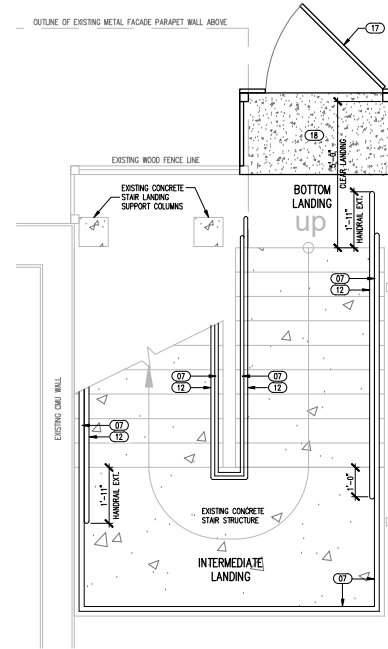 OUTLINE OF EXISTING METAL FACADE PARAPET WALL ABOVE
17
18
5'-0"
CLEAR LANDING
EXISTING WOOD FENCE LINE
EXISTING CONCRETE
STAIR LANDING
SUPPORT COLUMNS
BOTTOM
LANDING
up
1'-11"
HANDRAIL EXT.
07
12
07
12
07
12
07
12
EXISTING CMU WALL
1'-11"
HANDRAIL EXT.
1'-0"
EXISTING CONCRETE
STAIR STRUCTURE
INTERMEDIATE
LANDING
07